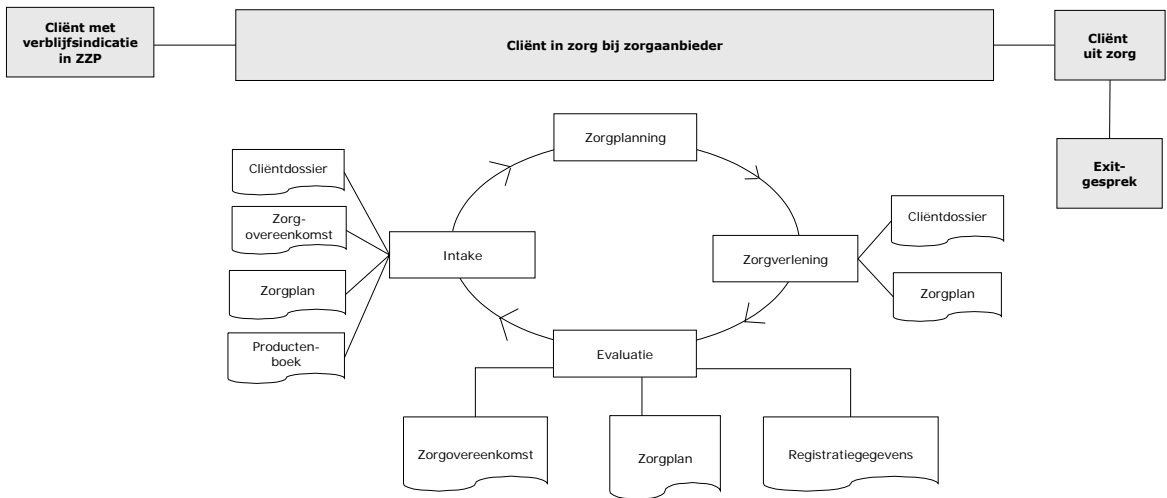 Cliënt met
verblijfsindicatie
in ZZP
Cliënt in zorg bij zorgaanbieder
Cliënt
uit zorg
Exit-
gesprek
Zorgplanning
Cliëntdossier
Zorg-
overeenkomst
Zorgplan
Producten-
boek
Intake
Zorgverlening
Cliëntdossier
Zorgplan
Evaluatie
Zorgovereenkomst
Zorgplan
Registratiegegevens